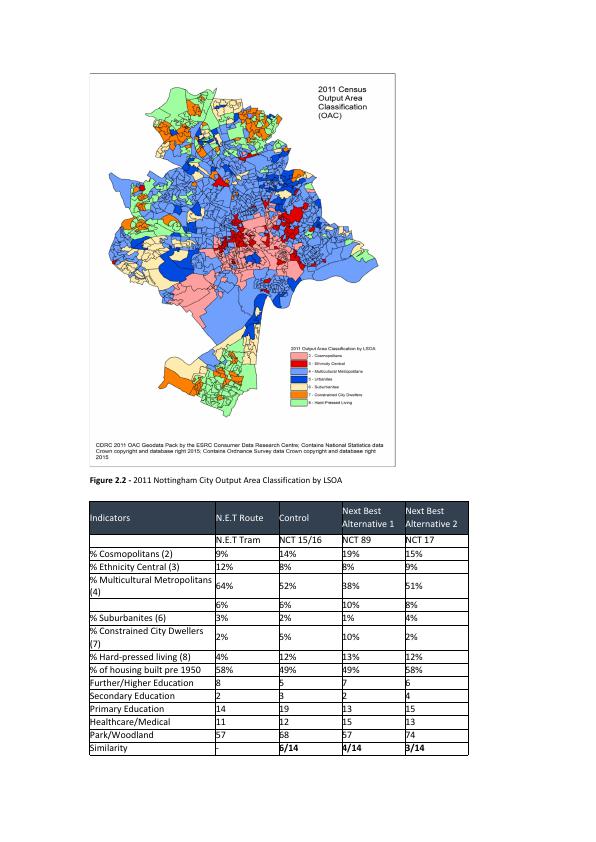 2011 Census
Output Area
Classification
(OAC)
2011 Output Area Classification by LSOA
2 - Cosmopolitans
3 - Ethnicity Central
4 - Multicultural Metropolitans
5 - Urbanites
6 - Suburbanites
7 - Constrained City Dwellers
8 - Hard-Pressed Living
CDRC 2011 OAC Geodata Pack by the ESRC Consumer Data Research Centre; Contains National Statistics data
Crown copyright and database right 2015; Contains Ordnance Survey data Crown copyright and database right
2015
Figure 2.2 - 2011 Nottingham City Output Area Classification by LSOA
Indicators N.E.T Route Control Next Best Alternative 1 Next Best Alternative 2
N.E.T Tram NCT 15/16 NCT 89 NCT 17
% Cosmopolitans (2) 9% 14% 19% 15%
% Ethnicity Central (3) 12% 8% 8% 9%
% Multicultural Metropolitans (4) 64% 52% 38% 51%
6% 6% 10% 8%
% Suburbanites (6) 3% 2% 1% 4%
% Constrained City Dwellers (7) 2% 5% 10% 2%
% Hard-pressed living (8) 4% 12% 13% 12%
% of housing built pre 1950 58% 49% 49% 58%
Further/Higher Education 8 5 7 6
Secondary Education 2 3 2 4
Primary Education 14 19 13 15
Healthcare/Medical 11 12 15 13
Park/Woodland 57 68 57 74
Similarity - 6/14 4/14 3/14